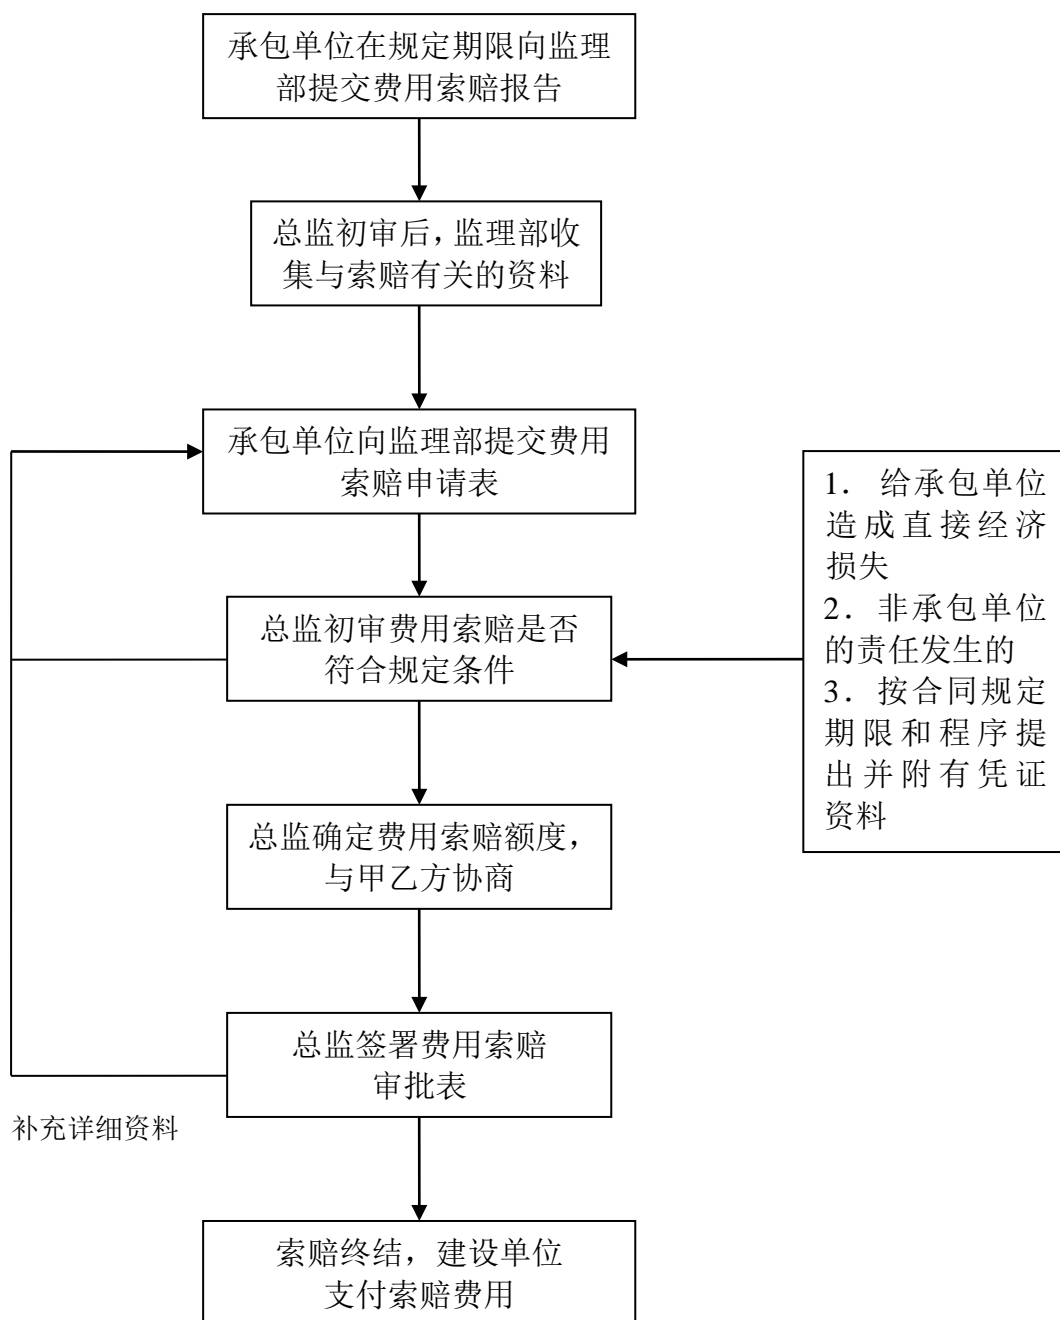 承包单位在规定期限向监理
部提交费用索赔报告
总监初审后，监理部收
集与索赔有关的资料
承包单位向监理部提交费用
索赔申请表
总监初审费用索赔是否
符合规定条件
1．给承包单位
造成直接经济
损失
2．非承包单位
的责任发生的
3．按合同规定
期限和程序提
出并附有凭证
资料
总监确定费用索赔额度，
与甲乙方协商
总监签署费用索赔
审批表
补充详细资料
索赔终结，建设单位
支付索赔费用